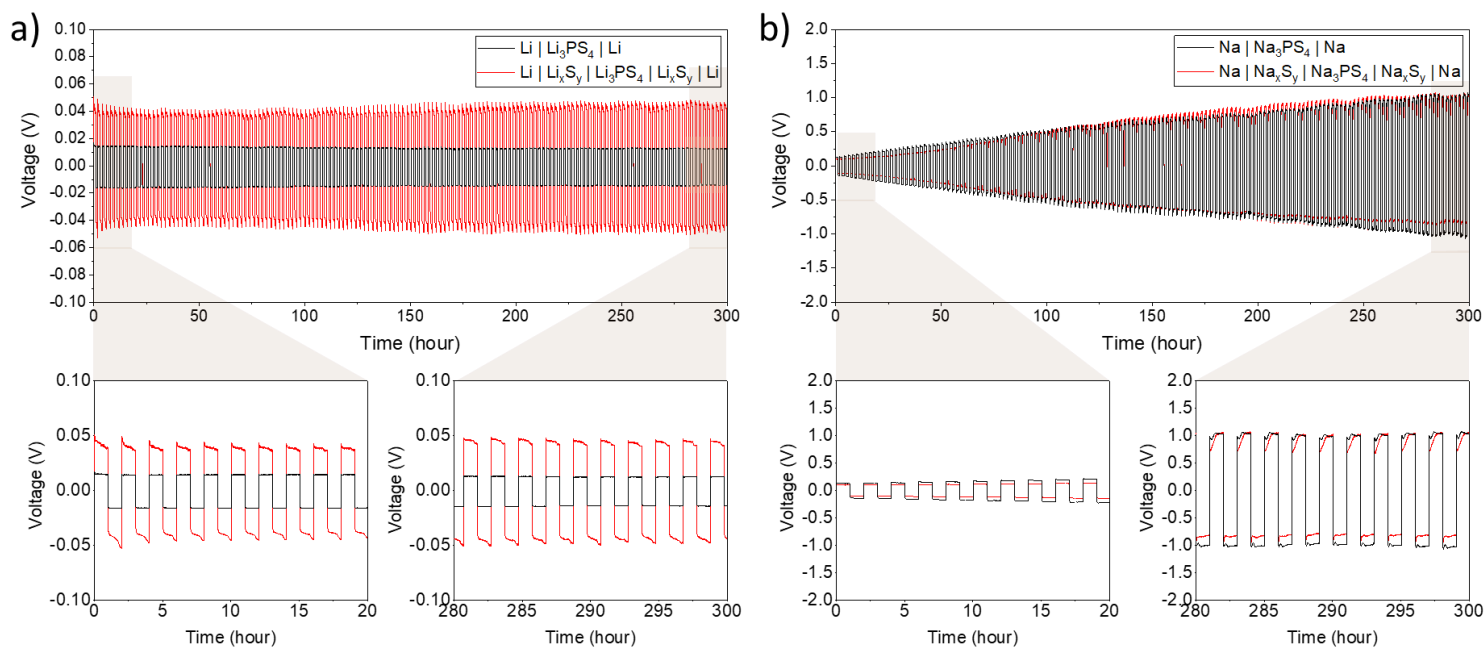 a)
0.10
0.08
0.06
0.04
0.02
0.00
-0.02
-0.04
-0.06
-0.08
-0.10
Voltage (V)
Li | Li₃PS₄ | Li
Li | LiₓSᵧ | Li₃PS₄ | LiₓSᵧ | Li
0 50 100 150 200 250 300
Time (hour)
0.10
0.05
0.00
-0.05
-0.10
Voltage (V)
0 5 10 15 20
Time (hour)
0.10
0.05
0.00
-0.05
-0.10
Voltage (V)
280 285 290 295 300
Time (hour)
b)
2.0
1.5
1.0
0.5
0.0
-0.5
-1.0
-1.5
-2.0
Voltage (V)
Na | Na₃PS₄ | Na
Na | NaₓSᵧ | Na₃PS₄ | NaₓSᵧ | Na
0 50 100 150 200 250 300
Time (hour)
2.0
1.5
1.0
0.5
0.0
-0.5
-1.0
-1.5
-2.0
Voltage (V)
0 5 10 15 20
Time (hour)
2.0
1.5
1.0
0.5
0.0
-0.5
-1.0
-1.5
-2.0
Voltage (V)
280 285 290 295 300
Time (hour)